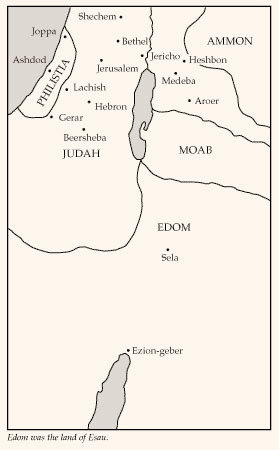 Shechem
Joppa
Bethel
AMMON
Jericho
Heshbon
Ashdod
Jerusalem
PHILISTIA
Medeba
Lachish
Hebron
Aroer
Gerar
Beersheba
JUDAH
MOAB
EDOM
Sela
Ezion-geber
Edom was the land of Esau.